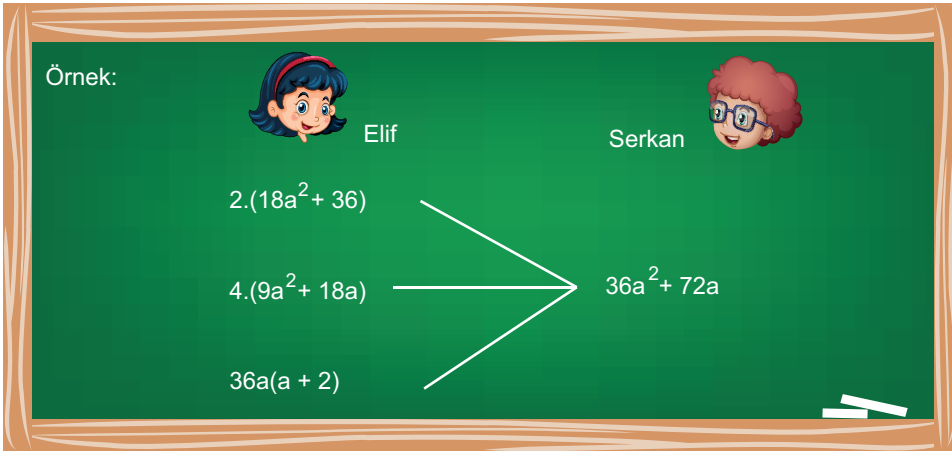 Örnek:
Elif
Serkan
2.(18a² + 36)
4.(9a² + 18a)
36a² + 72a
36a(a + 2)